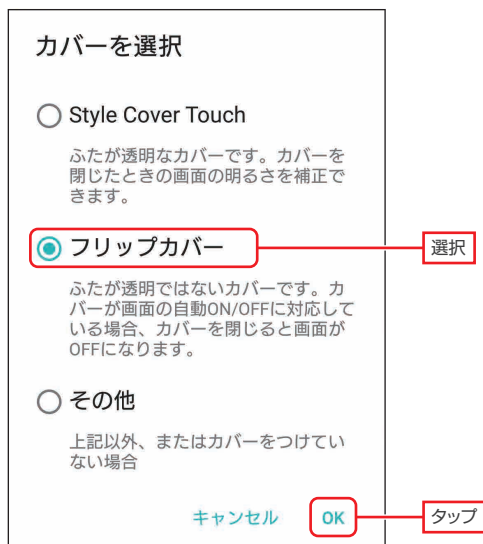 カバーを選択
Style Cover Touch
ふたが透明なカバーです。カバーを
閉じたときの画面の明るさを補正で
きます。
フリップカバー
選択
ふたが透明ではないカバーです。カ
バーが画面の自動ON/OFFに対応して
いる場合、カバーを閉じると画面が
OFFになります。
その他
上記以外、またはカバーをつけてい
ない場合
キャンセル OK タップ